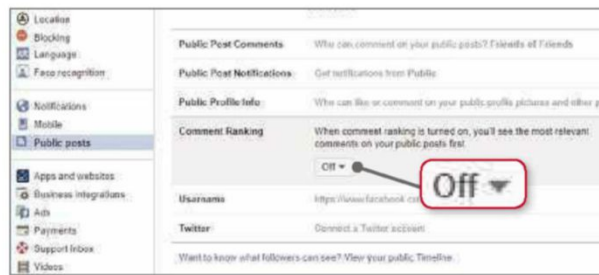 Location
Blocking
Language
Face recognition
Notifications
Mobile
Public posts
Apps and websites
Business Integrations
Ads
Payments
Support Inbox
Videos
Public Post Comments Who can comment on your public posts? Friends of Friends
Public Post Notifications Get notifications from Public
Public Profile Info Who can like or comment on your public profile pictures and other
Comment Ranking When comment ranking is turned on, you'll see the most relevant
comments on your public posts first
Off
Off
Username https://www.facebook.com
Twitter Connect a Twitter account
Want to know what followers can see? View your public Timeline.